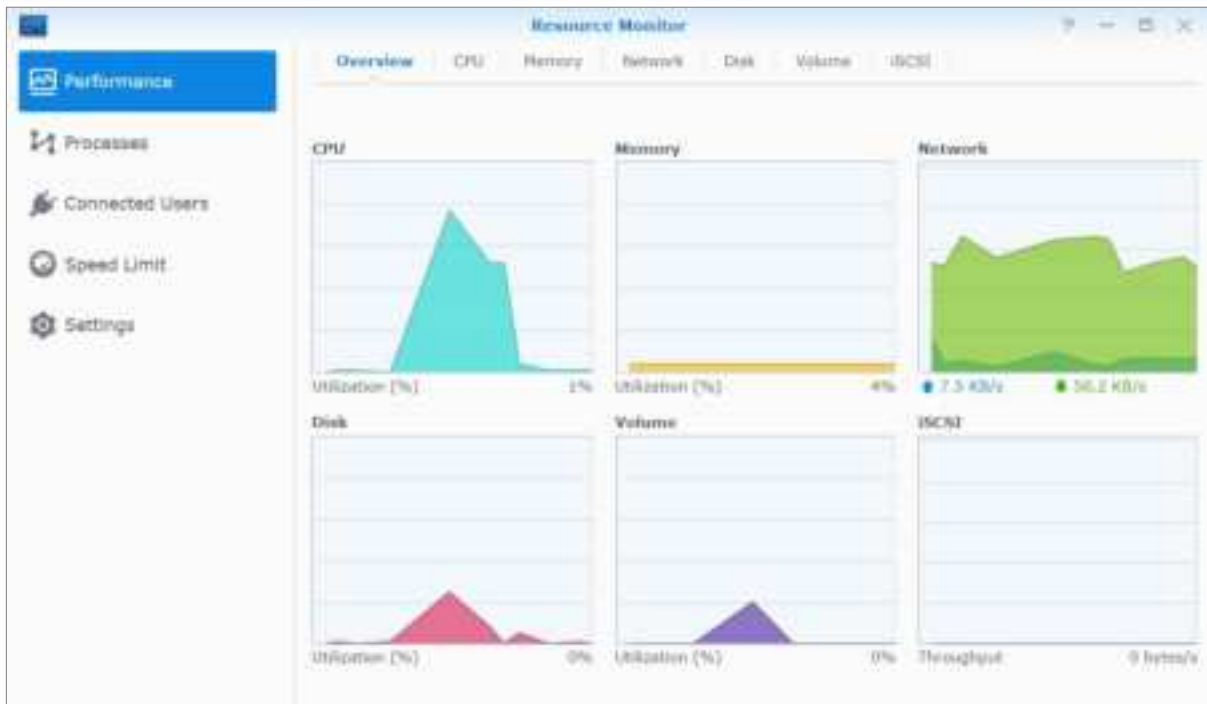 Resource Monitor
Overview CPU Memory Network Disk Volume iSCSI
Performance
Processes
Connected Users
Speed Limit
Settings
CPU
Utilization (%) 1%
Memory
Utilization (%) 4%
Network
7.5 KB/s 50.2 KB/s
Disk
Utilization (%) 0%
Volume
Utilization (%) 0%
iSCSI
Throughput 0 bytes/s